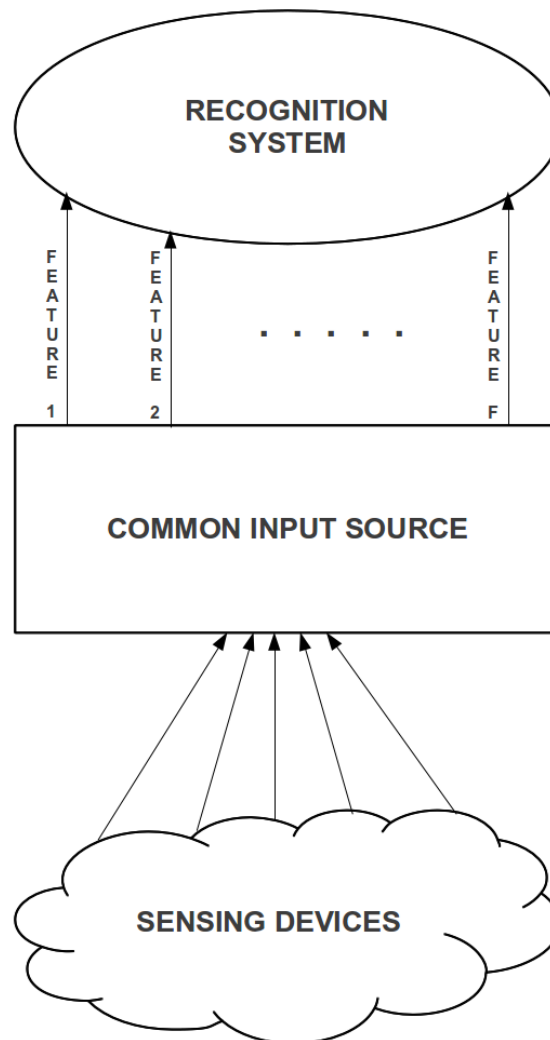 RECOGNITION
SYSTEM
FEATURE 1
FEATURE 2
. . . . .
FEATURE F
COMMON INPUT SOURCE
SENSING DEVICES